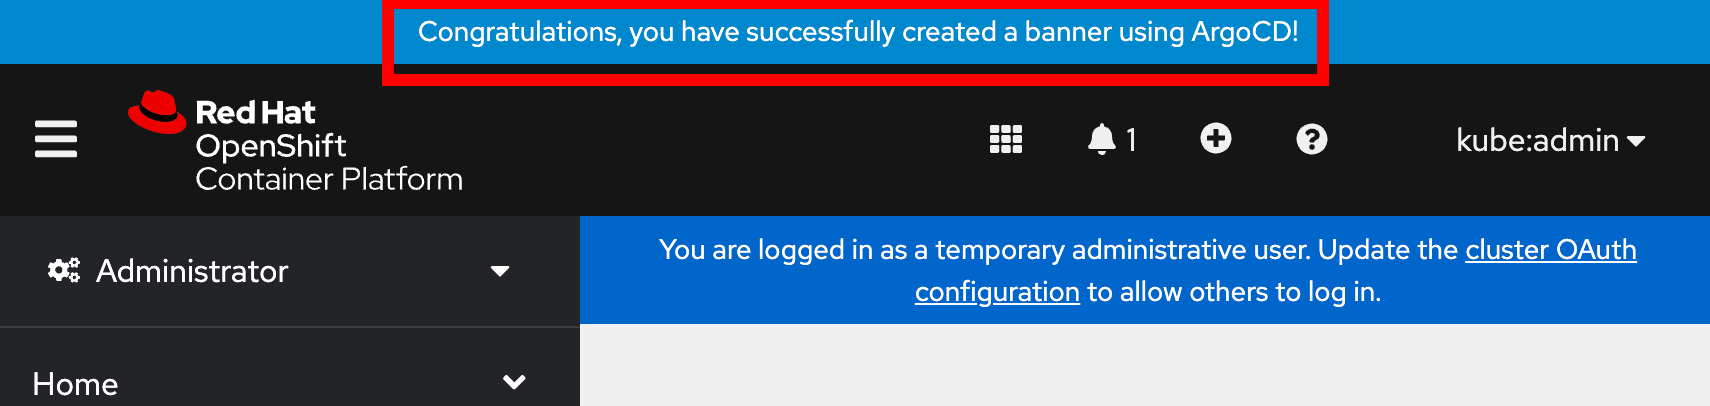 Congratulations, you have successfully created a banner using ArgoCD!
Red Hat
OpenShift
Container Platform
1
kube:admin
Administrator
You are logged in as a temporary administrative user. Update the cluster OAuth
configuration to allow others to log in.
Home